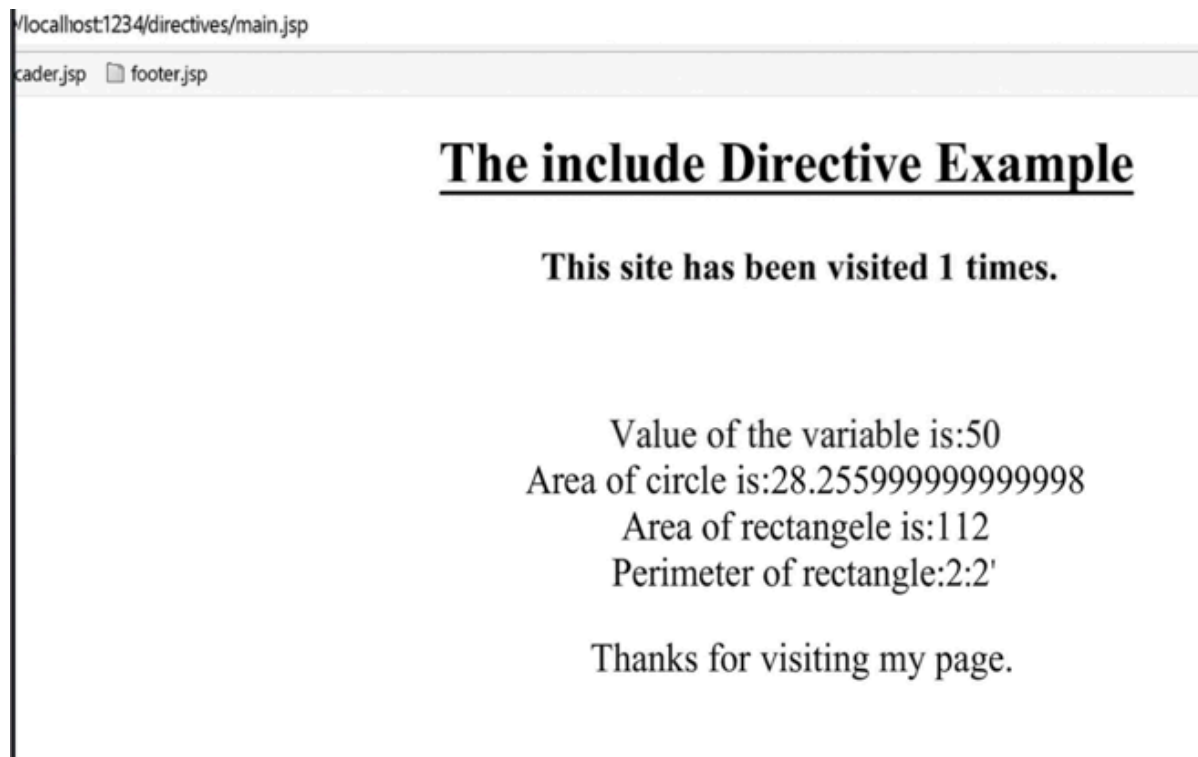 /localhost:1234/directives/main.jsp
cader.jsp footer.jsp
The include Directive Example
This site has been visited 1 times.
Value of the variable is:50
Area of circle is:28.255999999999998
Area of rectangele is:112
Perimeter of rectangle:2:2'
Thanks for visiting my page.